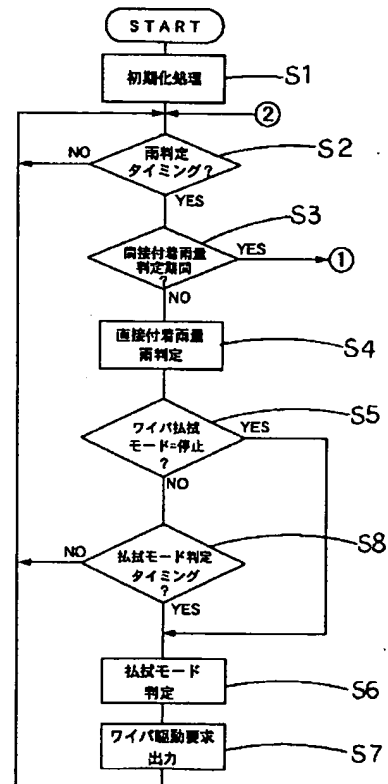 START
初期化処理
S1
②
雨判定
タイミング?
S2
NO
YES
S3
間接付着雨量
判定期間
?
YES
①
NO
直接付着雨量
雨判定
S4
S5
ワイパ払拭
モード=停止
?
YES
NO
S8
払拭モード判定
タイミング
?
NO
YES
払拭モード
判定
S6
ワイパ駆動要求
出力
S7